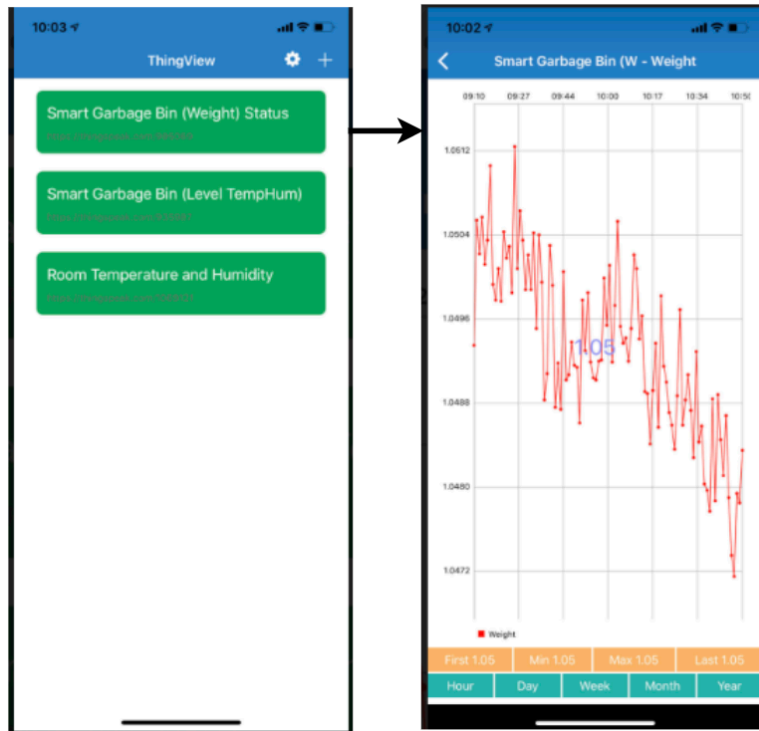 10:03
ThingView
Smart Garbage Bin (Weight) Status
Smart Garbage Bin (Level TempHum)
Room Temperature and Humidity
10:02
Smart Garbage Bin (W - Weight
09:10 09:27 09:44 10:00 10:17 10:34 10:50
1.0512
1.0504
1.0496
1.0488
1.0480
1.0472
1.05
Weight
First 1.05 Min 1.05 Max 1.05 Last 1.05
Hour Day Week Month Year